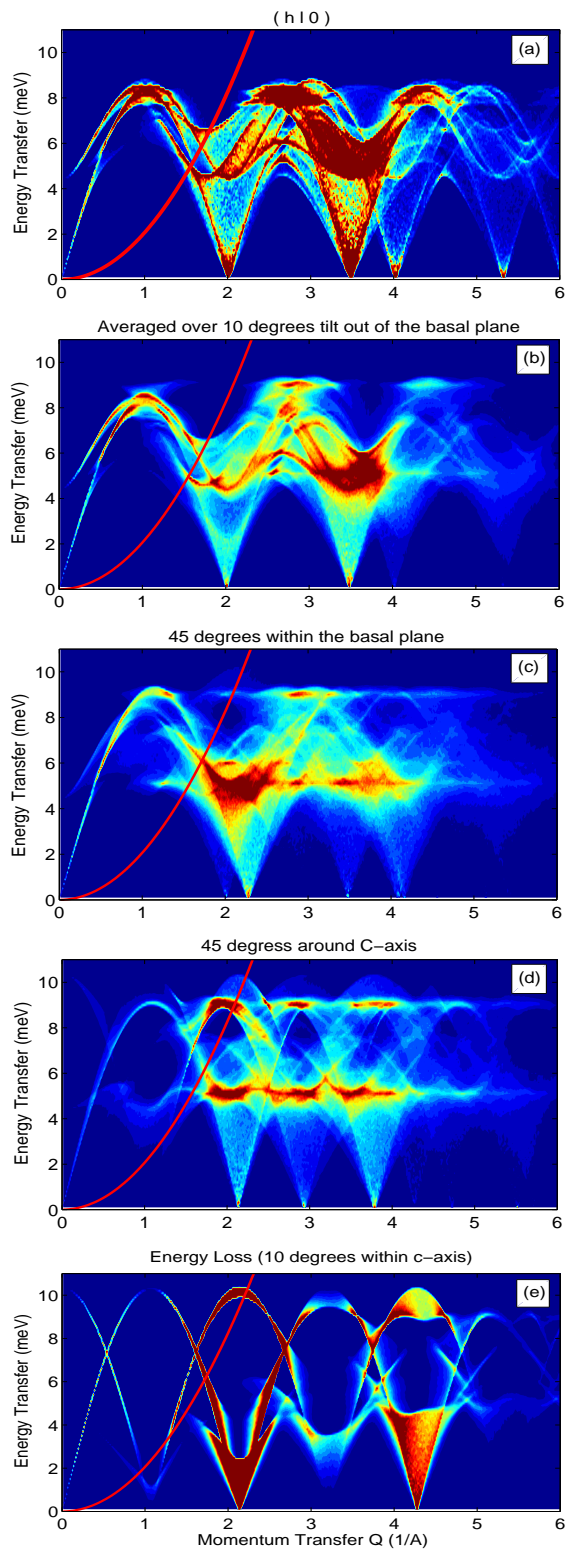 ( h l 0 )
(a)
Energy Transfer (meV)
10
8
6
4
2
0
0 1 2 3 4 5 6
Averaged over 10 degrees tilt out of the basal plane
(b)
Energy Transfer (meV)
10
8
6
4
2
0
0 1 2 3 4 5 6
45 degrees within the basal plane
(c)
Energy Transfer (meV)
10
8
6
4
2
0
0 1 2 3 4 5 6
45 degress around C−axis
(d)
Energy Transfer (meV)
10
8
6
4
2
0
0 1 2 3 4 5 6
Energy Loss (10 degrees within c−axis)
(e)
Energy Transfer (meV)
10
8
6
4
2
0
0 1 2 3 4 5 6
Momentum Transfer Q (1/A)